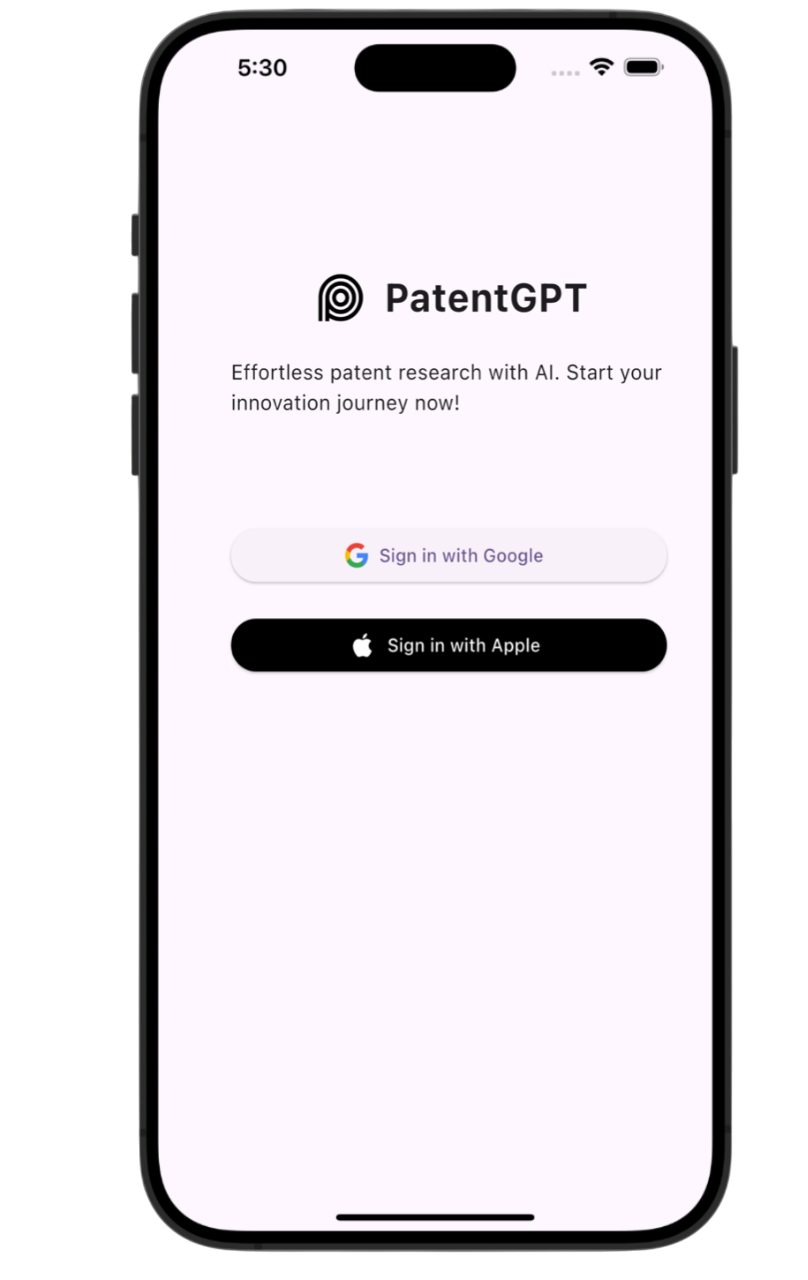 5:30
PatentGPT
Effortless patent research with AI. Start your
innovation journey now!
Sign in with Google
Sign in with Apple